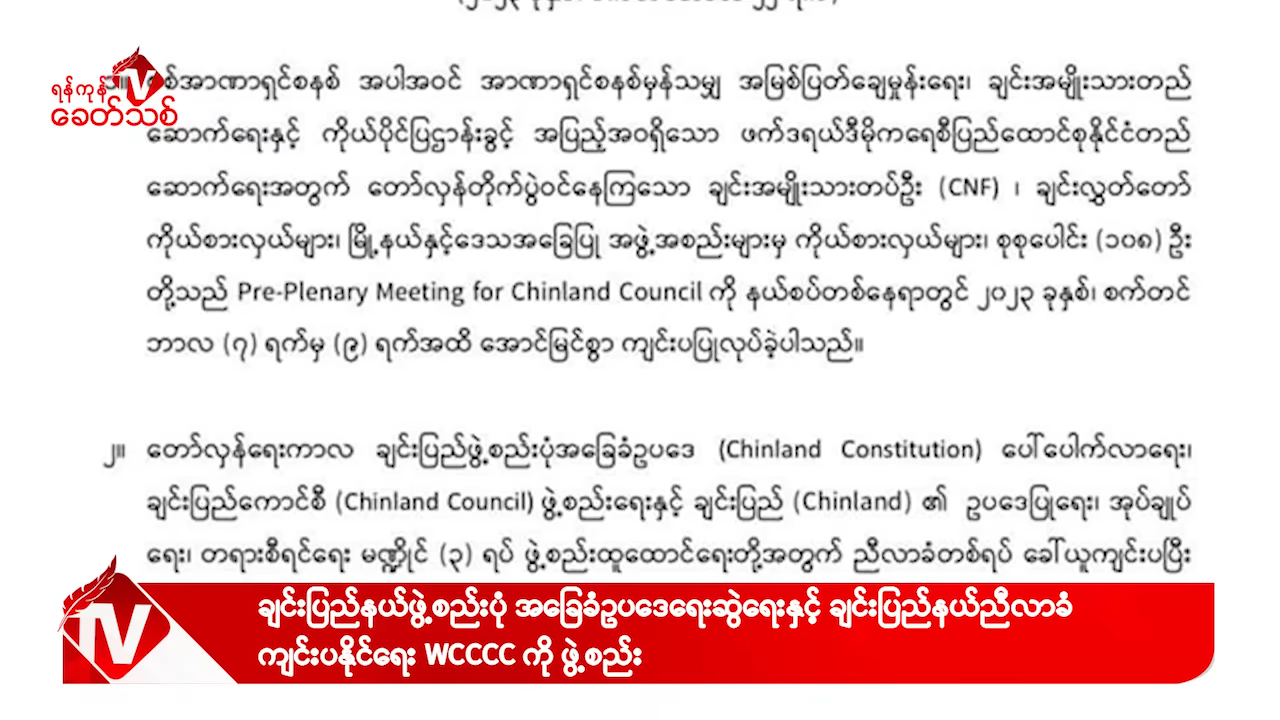 ရန်ကုန်
ခေတ်သစ်
TV
စစ်အာဏာရှင်စနစ် အပါအဝင် အာဏာရှင်စနစ်မှန်သမျှ အမြစ်ပြတ်ချေမှုန်းရေး၊ ချင်းအမျိုးသားတည်
ဆောက်ရေးနှင့် ကိုယ်ပိုင်ပြဋ္ဌာန်းခွင့် အပြည့်အဝရှိသော ဖက်ဒရယ်ဒီမိုကရေစီပြည်ထောင်စုနိုင်ငံတည်
ဆောက်ရေးအတွက် တော်လှန်တိုက်ပွဲဝင်နေကြသော ချင်းအမျိုးသားတပ်ဦး (CNF) ၊ ချင်းလွှတ်တော်
ကိုယ်စားလှယ်များ၊ မြို့နယ်နှင့်ဒေသအခြေပြု အဖွဲ့အစည်းများမှ ကိုယ်စားလှယ်များ၊ စုစုပေါင်း (၁၀၈) ဦး
တို့သည် Pre-Plenary Meeting for Chinland Council ကို နယ်စပ်တစ်နေရာတွင် ၂၀၂၃ ခုနှစ်၊ စက်တင်
ဘာလ (၇) ရက်မှ (၉) ရက်အထိ အောင်မြင်စွာ ကျင်းပပြုလုပ်ခဲ့ပါသည်။
၂။ တော်လှန်ရေးကာလ ချင်းပြည်ဖွဲ့စည်းပုံအခြေခံဥပဒေ (Chinland Constitution) ပေါ်ပေါက်လာရေး၊
ချင်းပြည်ကောင်စီ (Chinland Council) ဖွဲ့စည်းရေးနှင့် ချင်းပြည် (Chinland) ၏ ဥပဒေပြုရေး၊ အုပ်ချုပ်
ရေး၊ တရားစီရင်ရေး မဏ္ဍိုင် (၃) ရပ် ဖွဲ့စည်းထူထောင်ရေးတို့အတွက် ညီလာခံတစ်ရပ် ခေါ်ယူကျင်းပပြီး
TV
ချင်းပြည်နယ်ဖွဲ့စည်းပုံ အခြေခံဥပဒေရေးဆွဲရေးနှင့် ချင်းပြည်နယ်ညီလာခံ
ကျင်းပနိုင်ရေး WCCCC ကို ဖွဲ့စည်း